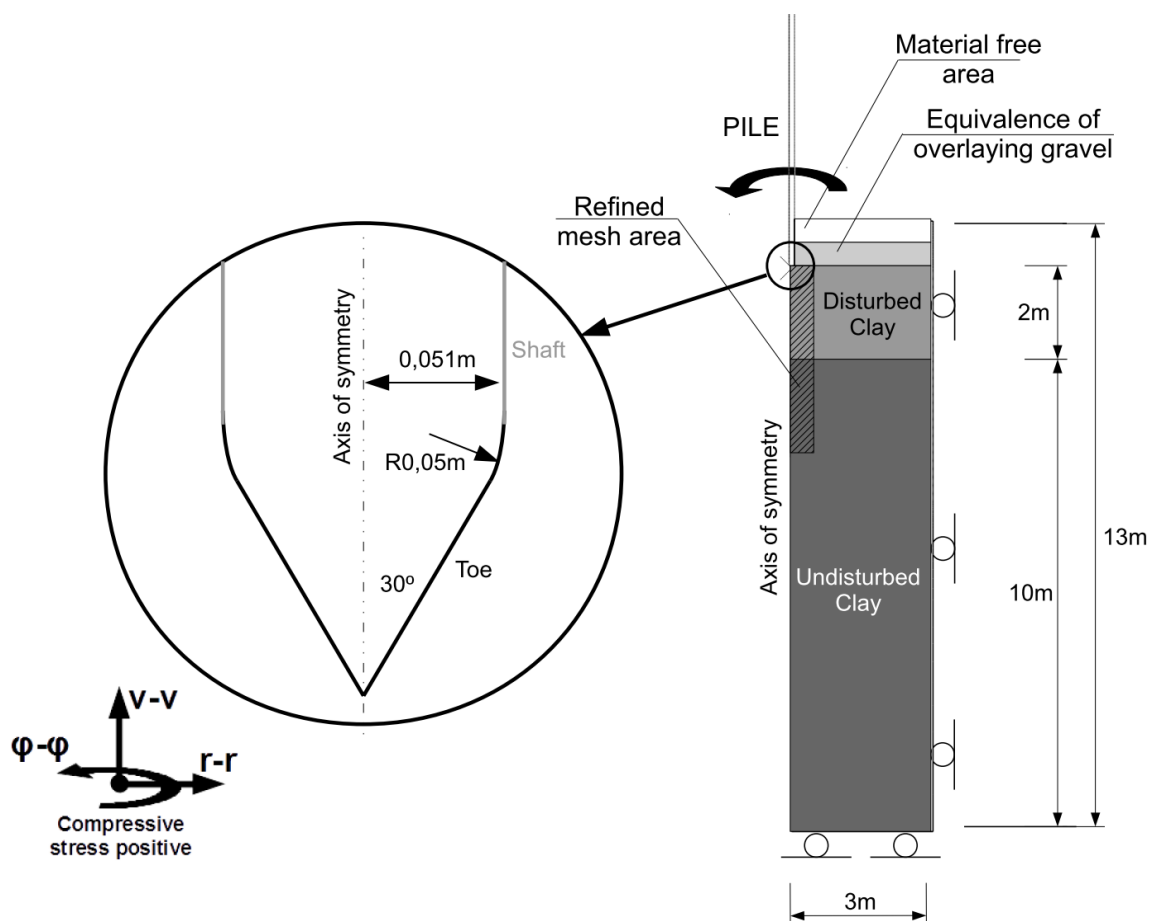 Material free
area
PILE
Equivalence of
overlaying gravel
Refined
mesh area
Disturbed
Clay
2m
Axis of symmetry
0,051m
Shaft
R0,05m
30º
Toe
Axis of symmetry
Undisturbed
Clay
13m
10m
v-v
φ-φ
r-r
Compressive
stress positive
3m